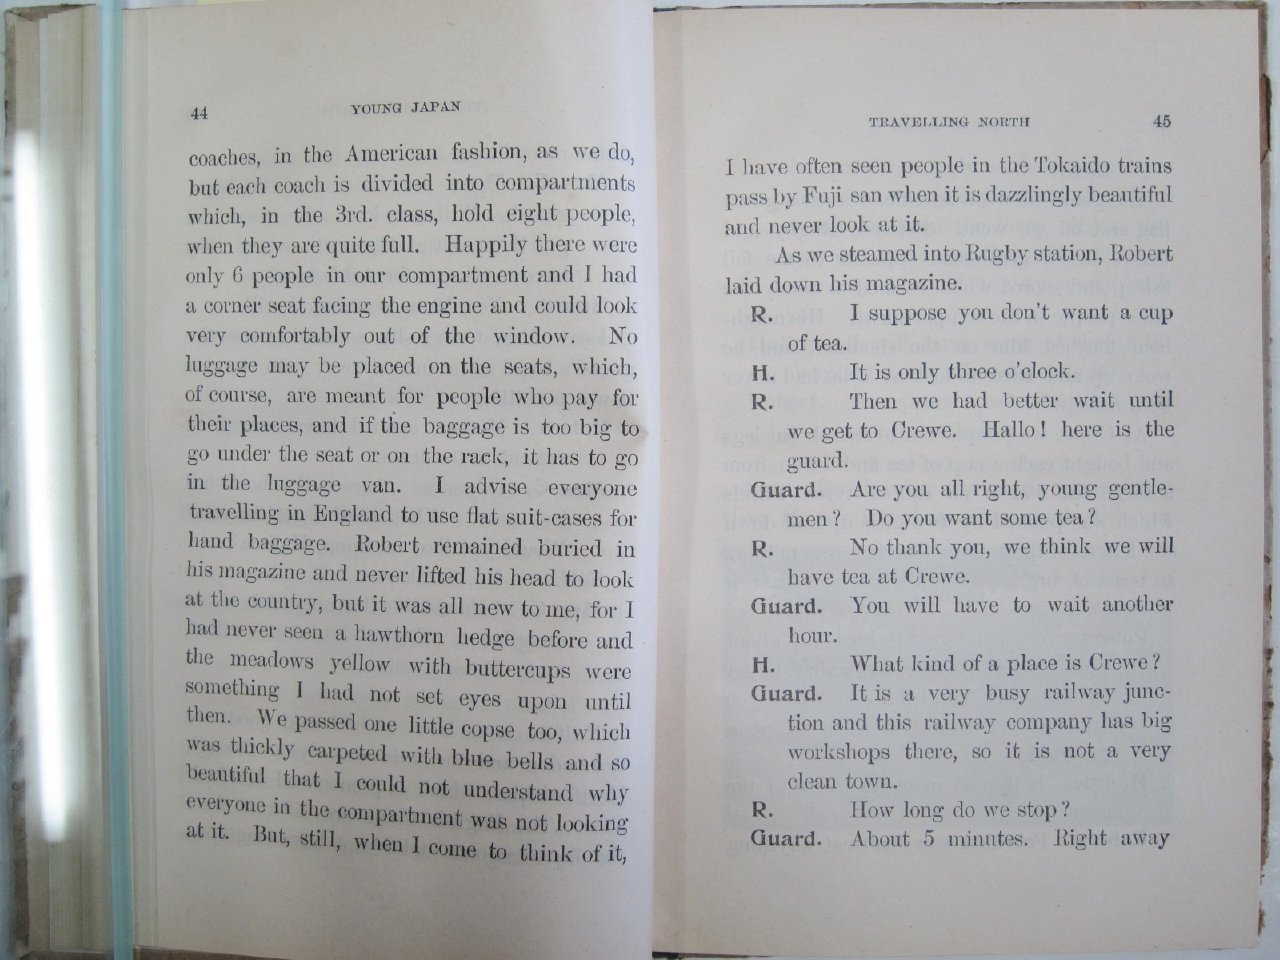 44
YOUNG JAPAN
coaches, in the American fashion, as we do,
but each coach is divided into compartments
which, in the 3rd. class, hold eight people,
when they are quite full. Happily there were
only 6 people in our compartment and I had
a corner seat facing the engine and could look
very comfortably out of the window. No
luggage may be placed on the seats, which,
of course, are meant for people who pay for
their places, and if the baggage is too big to
go under the seat or on the rack, it has to go
in the luggage van. I advise everyone
travelling in England to use flat suit-cases for
hand baggage. Robert remained buried in
his magazine and never lifted his head to look
at the country, but it was all new to me, for I
had never seen a hawthorn hedge before and
the meadows yellow with buttercups were
something I had not set eyes upon until
then. We passed one little copse too, which
was thickly carpeted with blue bells and so
beautiful that I could not understand why
everyone in the compartment was not looking
at it. But, still, when I come to think of it,
TRAVELLING NORTH
45
I have often seen people in the Tokaido trains
pass by Fuji san when it is dazzlingly beautiful
and never look at it.
As we steamed into Rugby station, Robert
laid down his magazine.
R. I suppose you don't want a cup
of tea.
H. It is only three o'clock.
R. Then we had better wait until
we get to Crewe. Hallo! here is the
guard.
Guard. Are you all right, young gentle-
men? Do you want some tea?
R. No thank you, we think we will
have tea at Crewe.
Guard. You will have to wait another
hour.
H. What kind of a place is Crewe?
Guard. It is a very busy railway junc-
tion and this railway company has big
workshops there, so it is not a very
clean town.
R. How long do we stop?
Guard. About 5 minutes. Right away